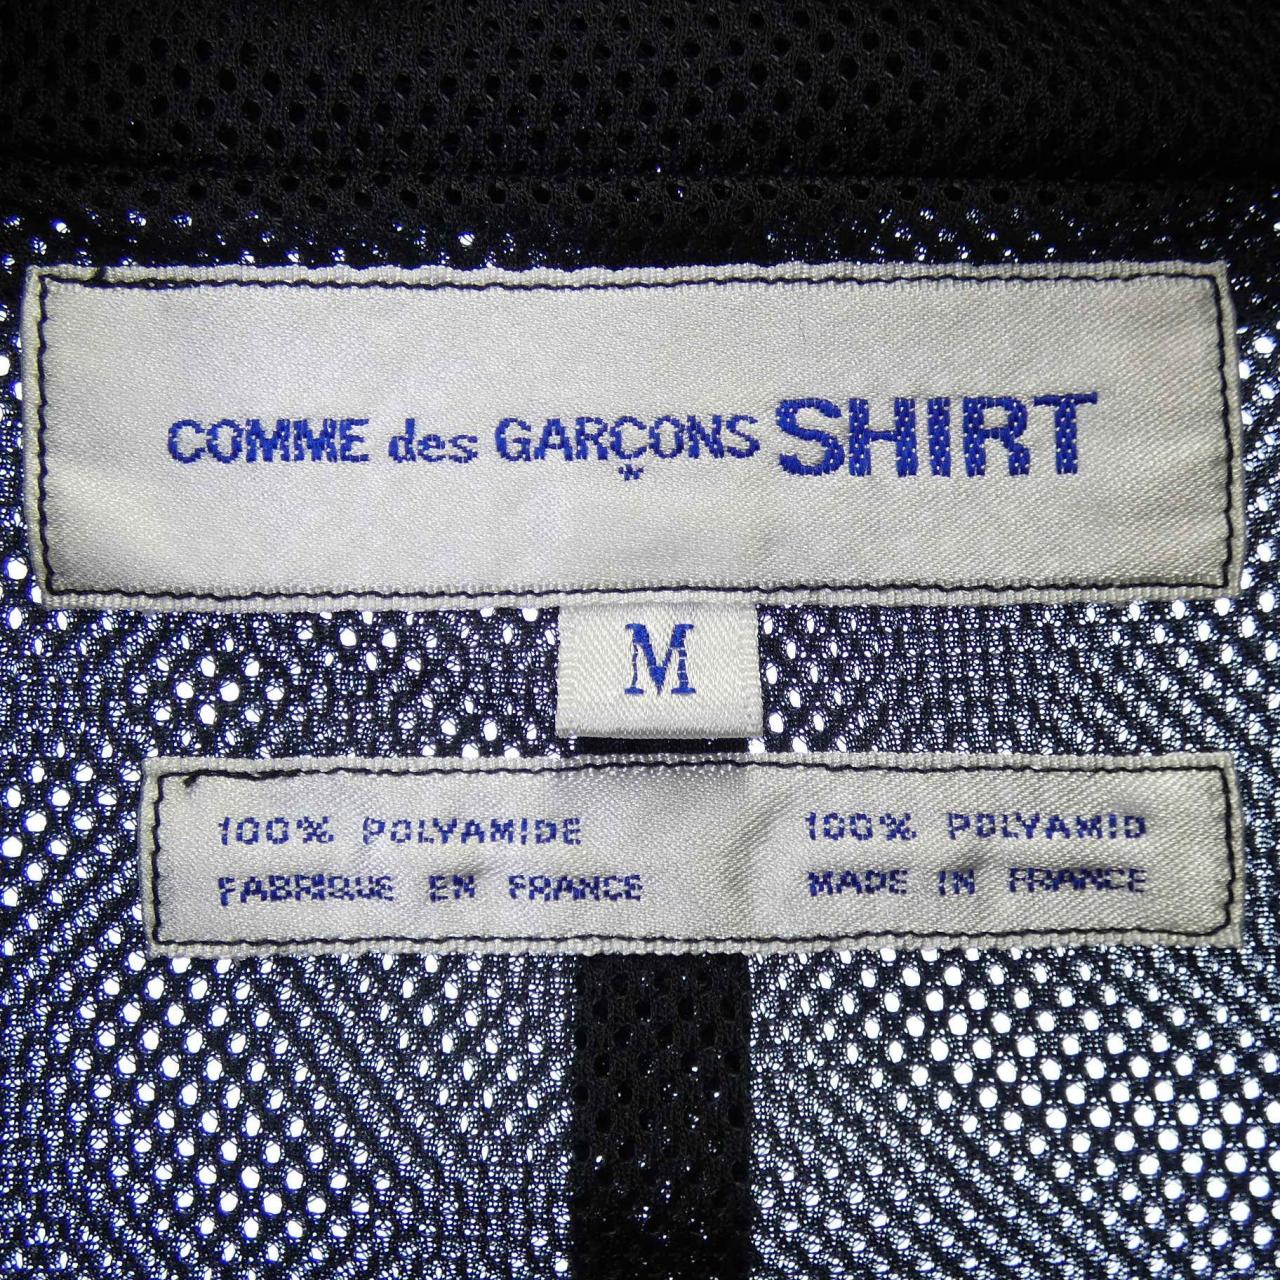 COMME des GARÇONS SHIRT
M
100% POLYAMIDE
FABRIQUE EN FRANCE
100% POLYAMID
MADE IN FRANCE